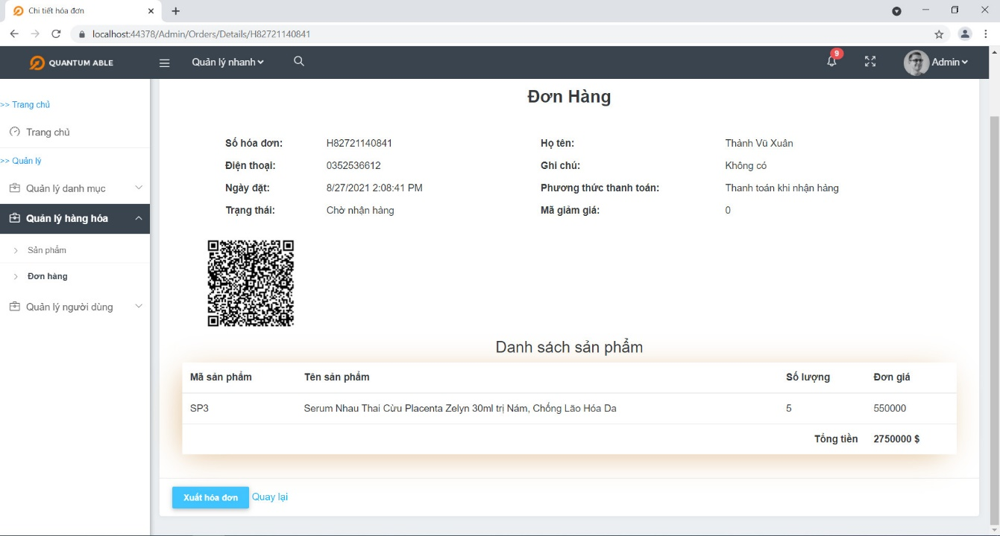 Chi tiết hóa đơn
localhost:44378/Admin/Orders/Details/H82721140841
QUANTUM ABLE
Quản lý nhanh
9
Admin
>> Trang chủ
Trang chủ
>> Quản lý
Quản lý danh mục
Quản lý hàng hóa
Sản phẩm
Đơn hàng
Quản lý người dùng
Đơn Hàng
Số hóa đơn: H82721140841 Họ tên: Thành Vũ Xuân
Điện thoại: 0352536612 Ghi chú: Không có
Ngày đặt: 8/27/2021 2:08:41 PM Phương thức thanh toán: Thanh toán khi nhận hàng
Trạng thái: Chờ nhận hàng Mã giảm giá: 0
Danh sách sản phẩm
Mã sản phẩm Tên sản phẩm Số lượng Đơn giá
SP3 Serum Nhau Thai Cừu Placenta Zelyn 30ml trị Nám, Chống Lão Hóa Da 5 550000
Tổng tiền 2750000 $
Xuất hóa đơn Quay lại